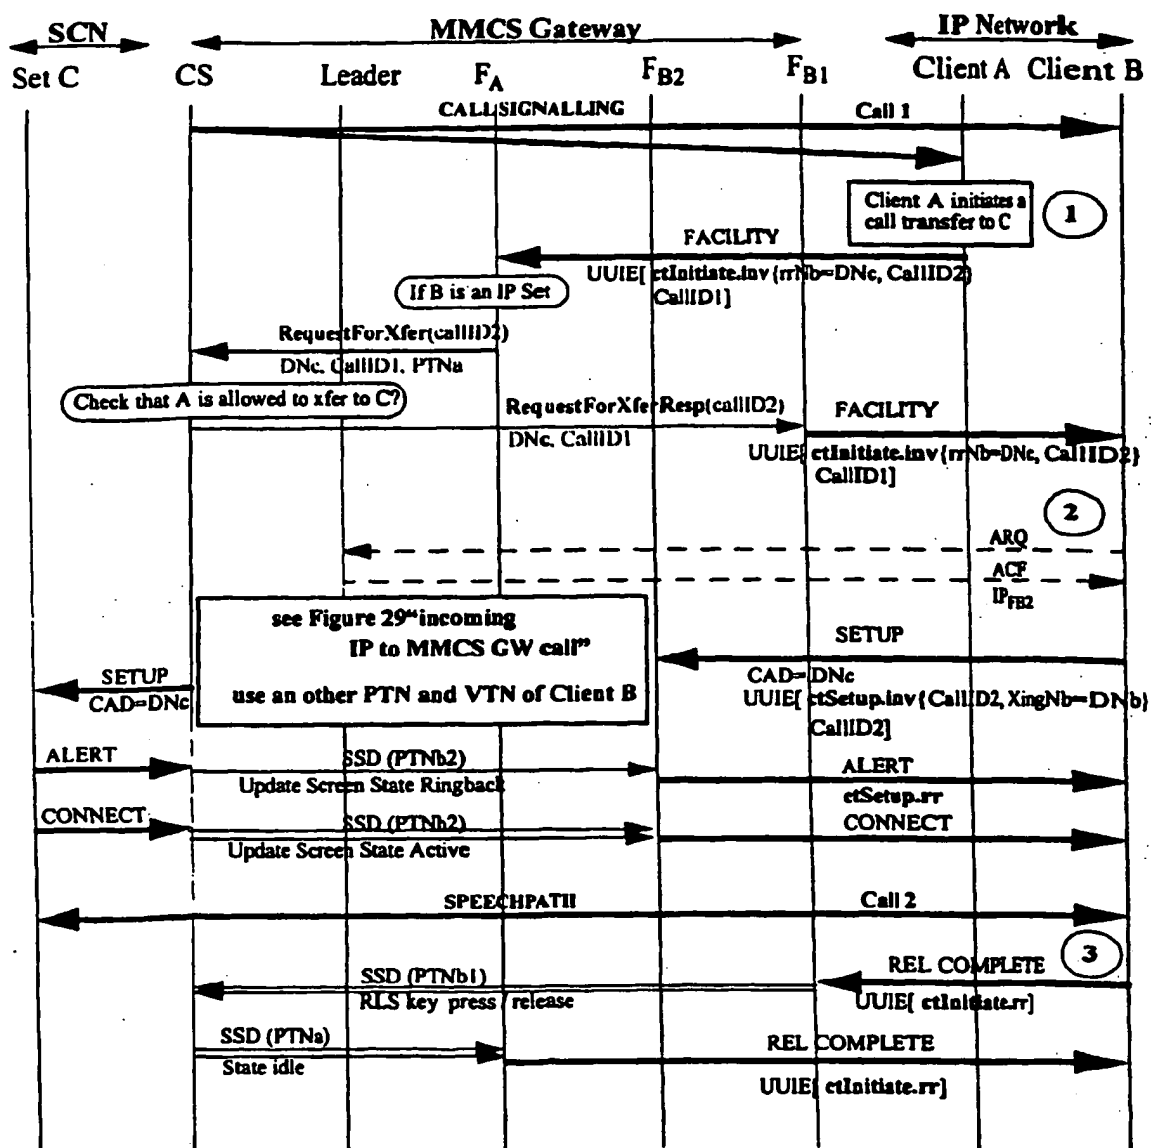 SCN MMCS Gateway IP Network
Set C CS Leader FA FB2 FB1 Client A Client B
CALL SIGNALLING Call 1
Client A initiates a
call transfer to C
1
FACILITY
UUIE[ ctInitiate.inv{rrNb=DNc, CallID2}
CallID1]
If B is an IP Set
RequestForXfer(callID2)
DNc, CallID1, PTNa
Check that A is allowed to xfer to C?
RequestForXferResp(callID2)
DNc, CallID1
FACILITY
UUIE[ ctInitiate.inv{rrNb=DNc, CallID2}
CallID1]
2
ARQ
ACF
IPFB2
see Figure 29"incoming
IP to MMCS GW call"
use an other PTN and VTN of Client B
SETUP
CAD=DNc
SETUP
CAD=DNc
UUIE[ ctSetup.inv{CallID2, XingNb=DNb}
CallID2]
ALERT SSD (PTNb2) ALERT
Update Screen State Ringback ctSetup.rr
CONNECT SSD (PTNb2) CONNECT
Update Screen State Active
SPEECHPATH Call 2
3
SSD (PTNb1) REL COMPLETE
RLS key press / release UUIE[ ctInitiate.rr]
SSD (PTNa) REL COMPLETE
State idle UUIE[ ctInitiate.rr]